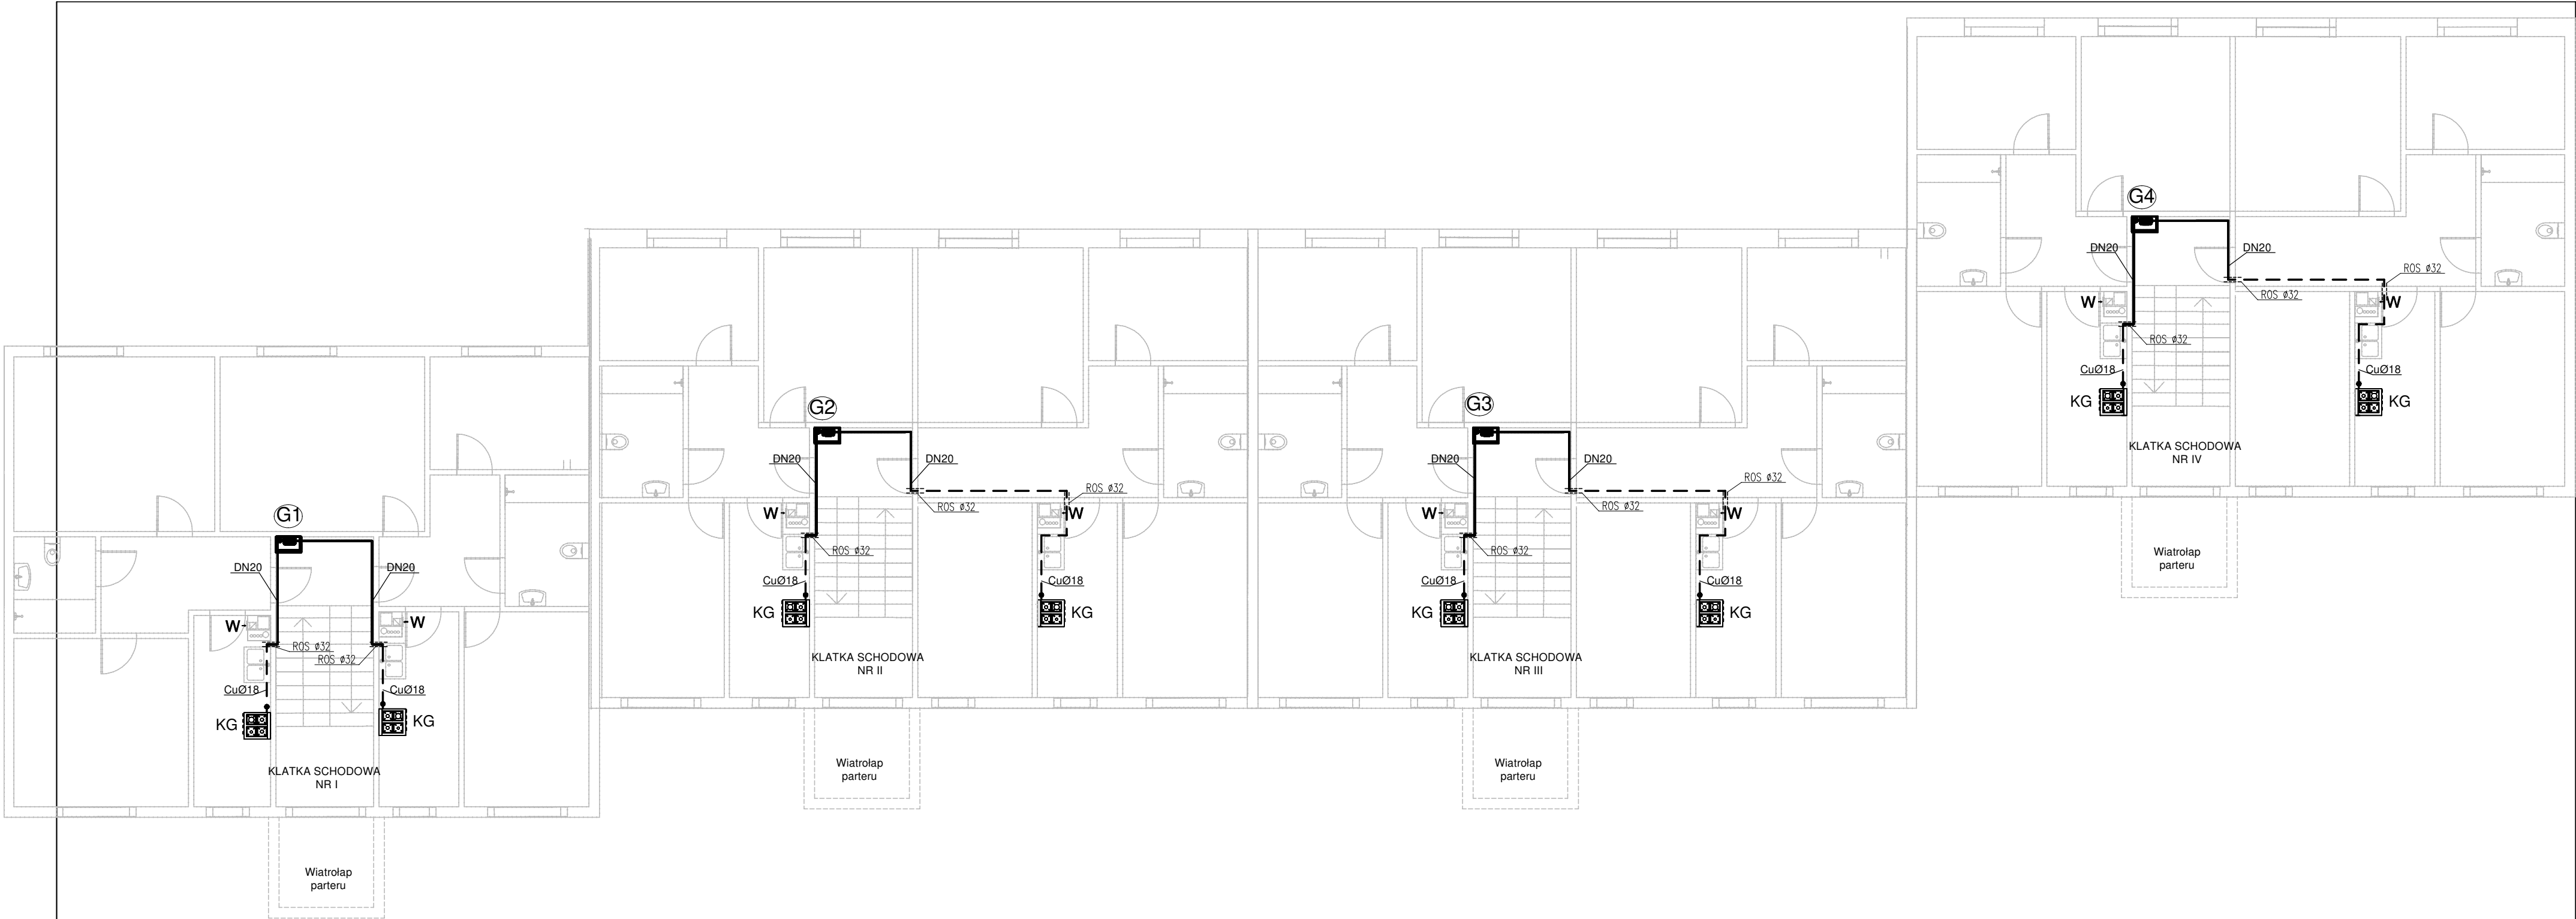 G1
DN20
DN20
W
W
ROS ø32
ROS ø32
CuØ18
CuØ18
KG
KG
KLATKA SCHODOWA
NR I
Wiatrołap
parteru
G2
DN20
DN20
ROS ø32
ROS ø32
W
W
ROS ø32
CuØ18
CuØ18
KG
KG
KLATKA SCHODOWA
NR II
Wiatrołap
parteru
G3
DN20
DN20
ROS ø32
ROS ø32
W
W
ROS ø32
CuØ18
CuØ18
KG
KG
KLATKA SCHODOWA
NR III
Wiatrołap
parteru
G4
DN20
DN20
ROS ø32
ROS ø32
W
W
ROS ø32
CuØ18
CuØ18
KG
KG
KLATKA SCHODOWA
NR IV
Wiatrołap
parteru